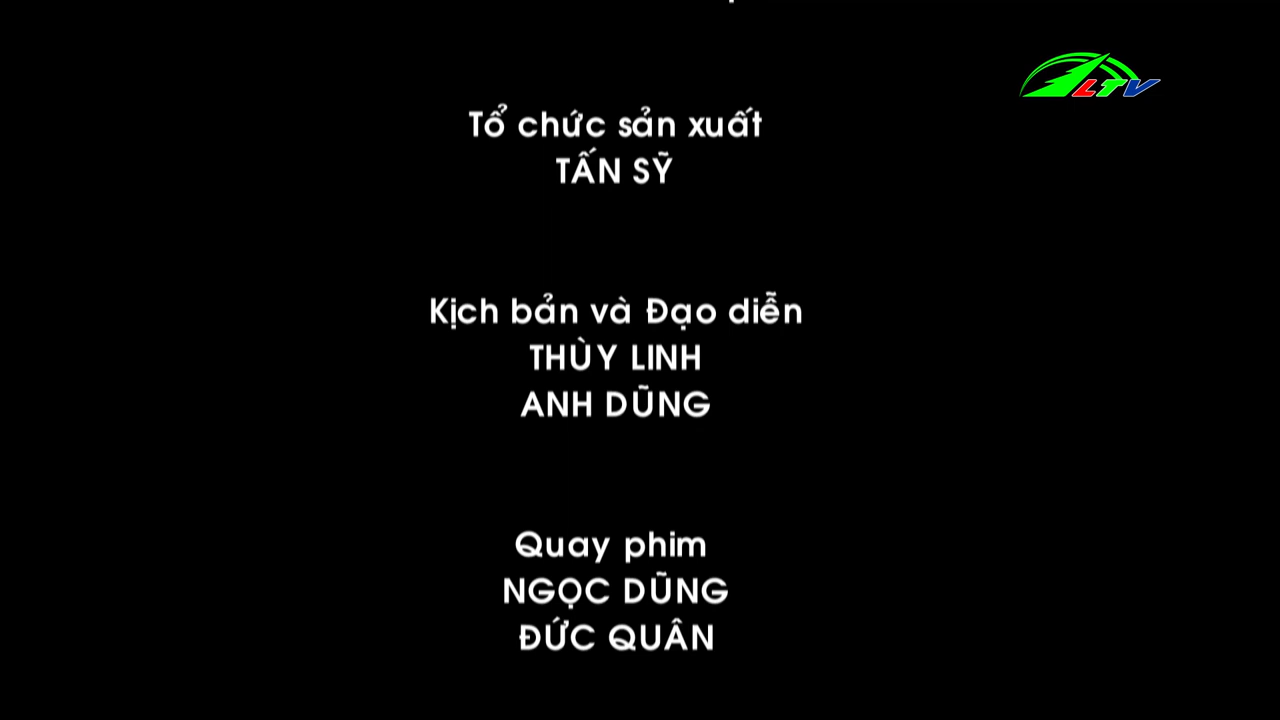 LTV
Tổ chức sản xuất
TẤN SỸ
Kịch bản và Đạo diễn
THÙY LINH
ANH DŨNG
Quay phim
NGỌC DŨNG
ĐỨC QUÂN